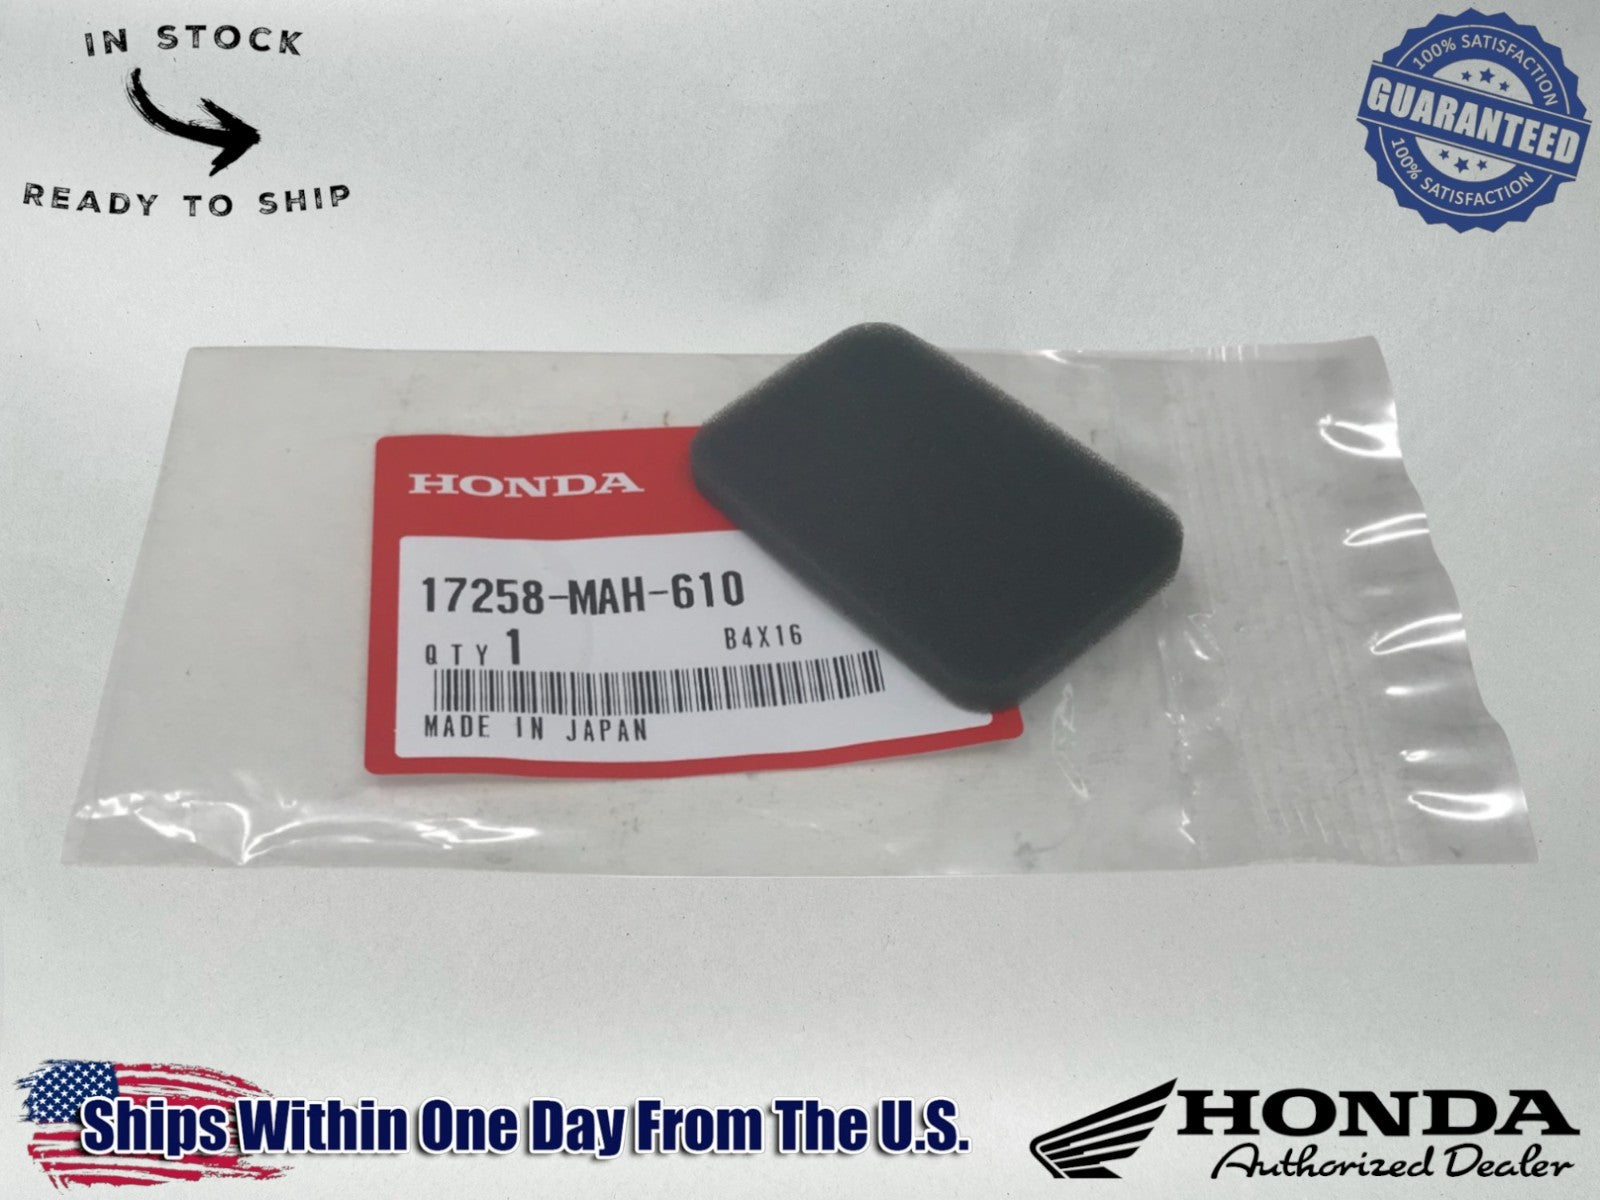 IN STOCK
READY TO SHIP
100% SATISFACTION
GUARANTEED
100% SATISFACTION
HONDA
17258-MAH-610
QTY 1
B4X16
MADE IN JAPAN
Ships Within One Day From The U.S.
HONDA
Authorized Dealer